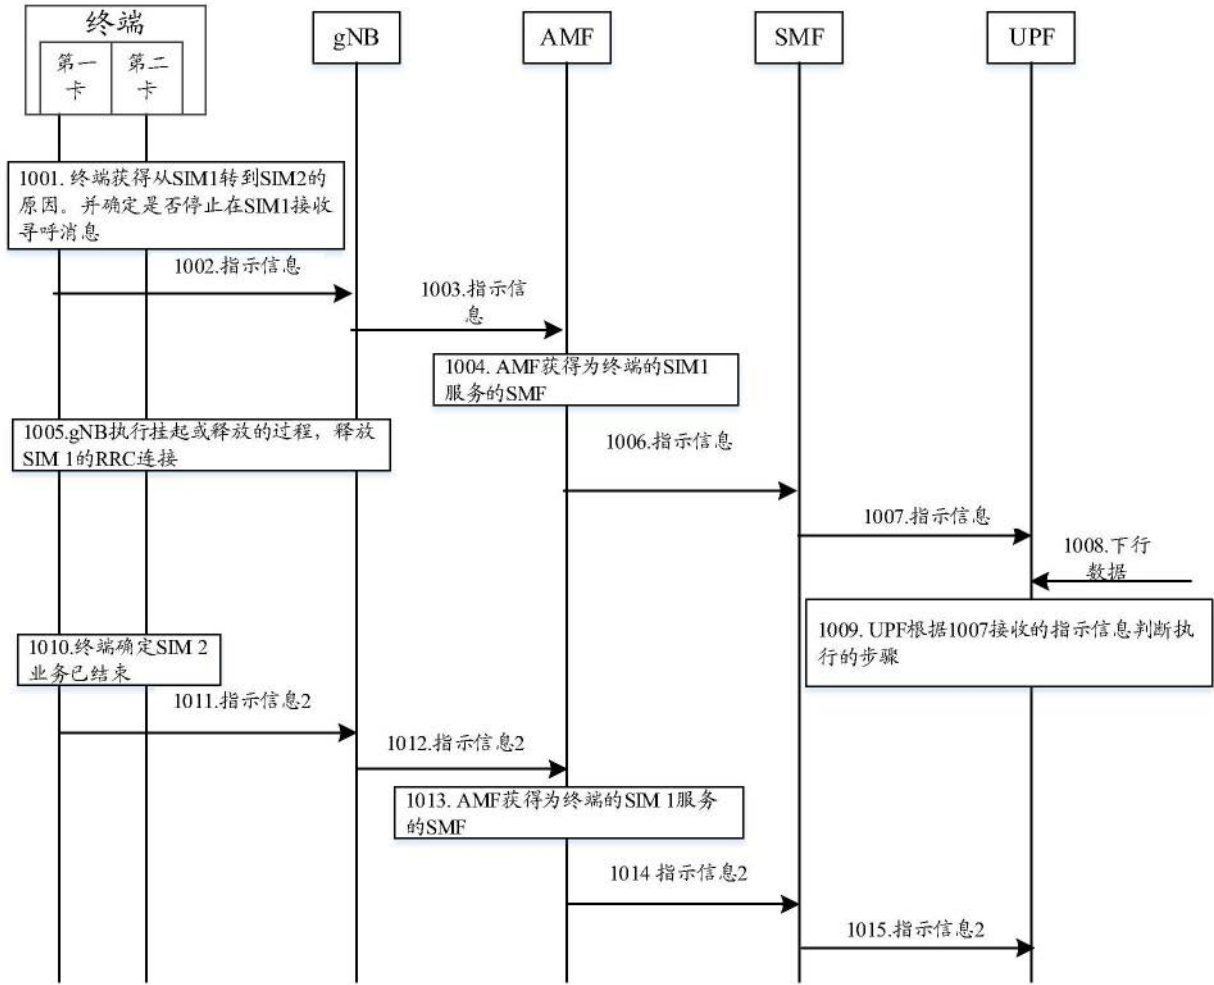 终端
第一
卡
第二
卡
gNB
AMF
SMF
UPF
1001. 终端获得从SIM1转到SIM2的
原因。并确定是否停止在SIM1接收
寻呼消息
1002.指示信息
1003.指示信
息
1004. AMF获得为终端的SIM1
服务的SMF
1005.gNB执行挂起或释放的过程，释放
SIM 1的RRC连接
1006.指示信息
1007.指示信息
1008.下行
数据
1009. UPF根据1007接收的指示信息判断执
行的步骤
1010.终端确定SIM 2
业务已结束
1011.指示信息2
1012.指示信息2
1013. AMF获得为终端的SIM 1服务
的SMF
1014 指示信息2
1015.指示信息2